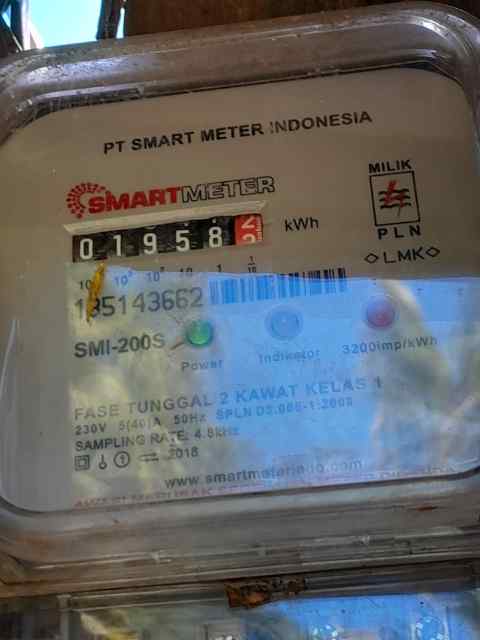 PT SMART METER INDONESIA
SMARTMETER
MILIK
PLN
◇LMK◇
01958 kWh
10³ 10² 10 1 1/10
SMI-200S
Power
Indikator
3200imp/kWh
FASE TUNGGAL 2 KAWAT KELAS 1
230V 5(40)A 50Hz SPLN D3.006-1:2008
SAMPLING RATE: 4.8kHz
2018
www.smartmeterindo.com